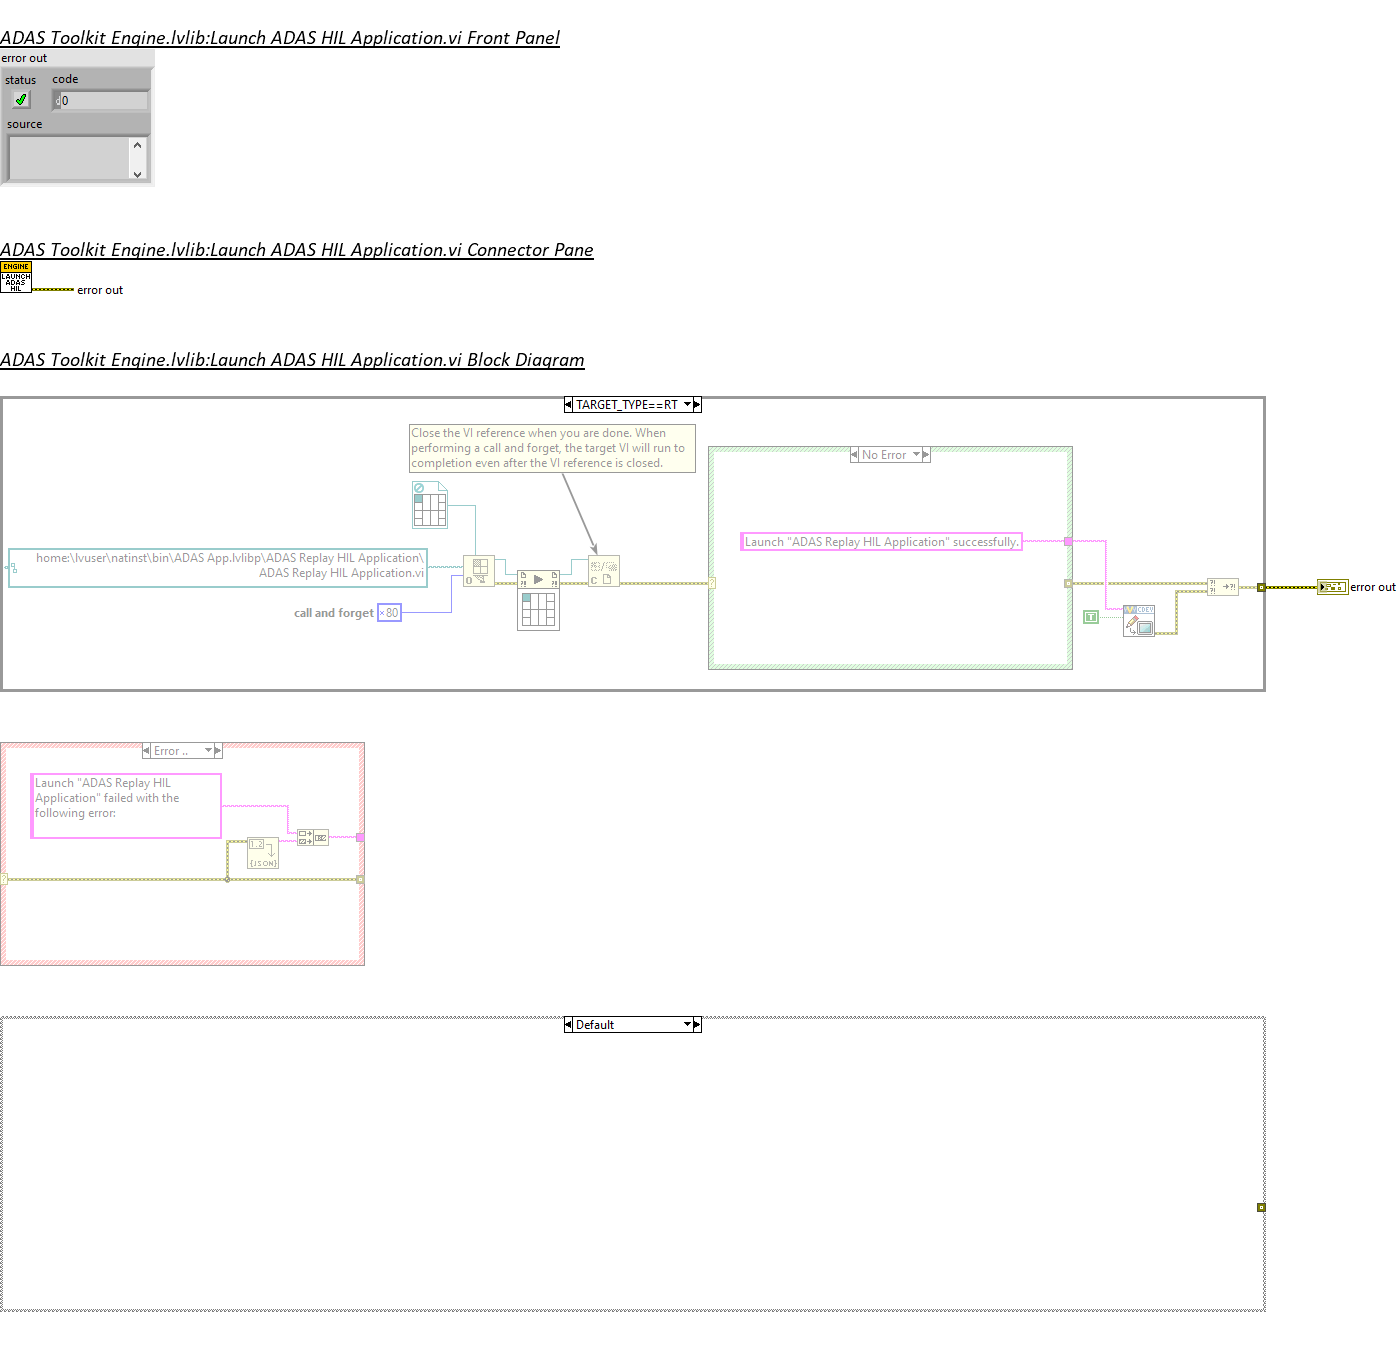 ADAS Toolkit Engine.lvlib:Launch ADAS HIL Application.vi Front Panel
error out
status
code
d
0
source
ADAS Toolkit Engine.lvlib:Launch ADAS HIL Application.vi Connector Pane
ENGINE
LAUNCH
ADAS
HIL
error out
ADAS Toolkit Engine.lvlib:Launch ADAS HIL Application.vi Block Diagram
TARGET_TYPE==RT
Close the VI reference when you are done. When
performing a call and forget, the target VI will run to
completion even after the VI reference is closed.
No Error
Launch "ADAS Replay HIL Application" successfully.
home:\lvuser\natinst\bin\ADAS App.lvlibp\ADAS Replay HIL Application\
ADAS Replay HIL Application.vi
O
?!
?!
C
?
?!
?!
?!
error out
call and forget
×80
T
V CDEV
Error ..
Launch "ADAS Replay HIL
Application" failed with the
following error:
1.2
{JSON}
?
Default